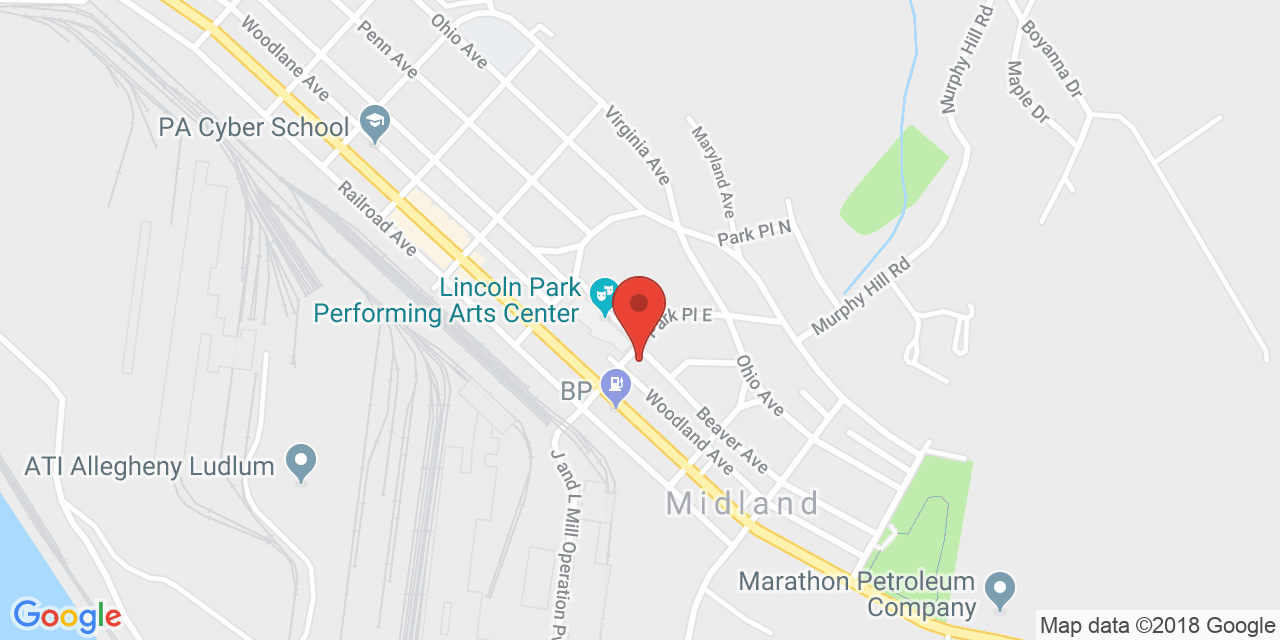 Ohio Ave
Murphy Hill Rd
Woodlane Ave
Penn Ave
Boyanna Dr
Maple Dr
PA Cyber School
Virginia Ave
Maryland Ave
Railroad Ave
Park Pl N
Lincoln Park
Performing Arts Center
Murphy Hill Rd
Park Pl E
BP
Ohio Ave
Woodland Ave
Beaver Ave
ATI Allegheny Ludlum
J and L Mill Operation Pv
Midland
Marathon Petroleum
Company
Google
Map data ©2018 Google